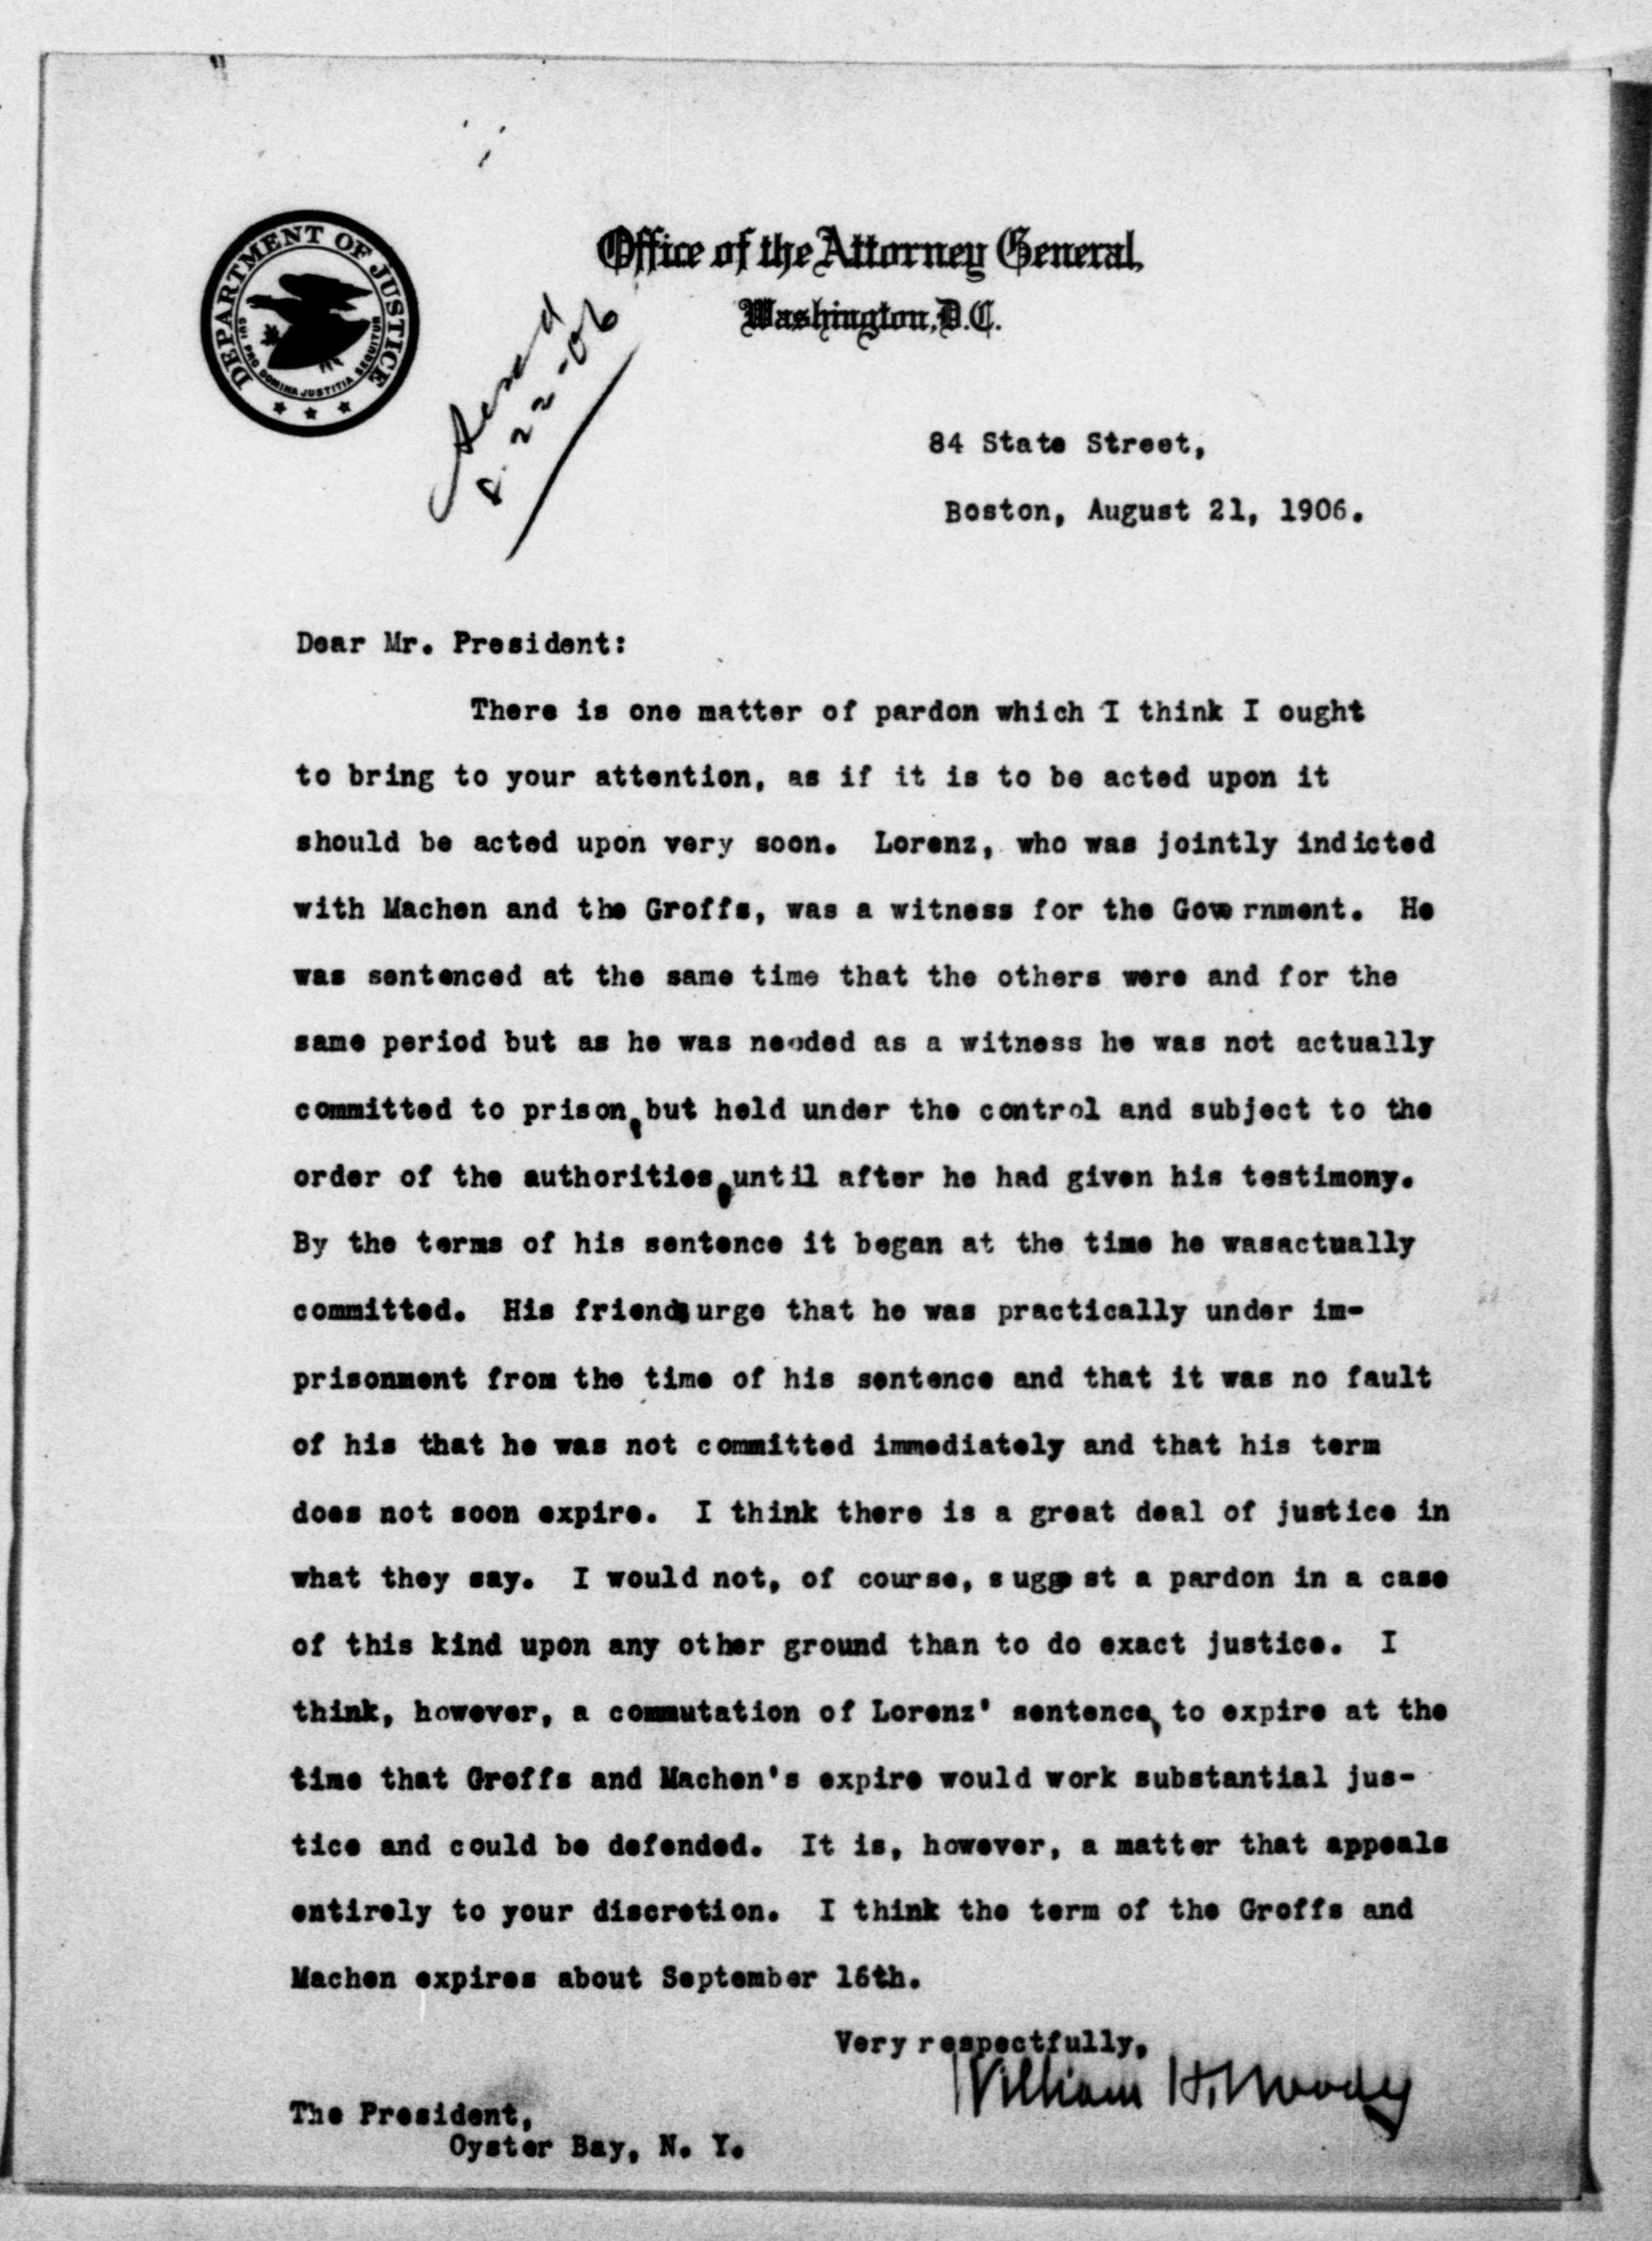 DEPARTMENT OF JUSTICE
QUI PRO DOMINA JUSTITIA SEQUITUR
Office of the Attorney General,
Washington, D.C.
8-22-06
84 State Street,
Boston, August 21, 1906.
Dear Mr. President:
There is one matter of pardon which I think I ought
to bring to your attention, as if it is to be acted upon it
should be acted upon very soon. Lorenz, who was jointly indicted
with Machen and the Groffs, was a witness for the Government. He
was sentenced at the same time that the others were and for the
same period but as he was needed as a witness he was not actually
committed to prison, but held under the control and subject to the
order of the authorities, until after he had given his testimony.
By the terms of his sentence it began at the time he wasactually
committed. His friends urge that he was practically under im-
prisonment from the time of his sentence and that it was no fault
of his that he was not committed immediately and that his term
does not soon expire. I think there is a great deal of justice in
what they say. I would not, of course, suggest a pardon in a case
of this kind upon any other ground than to do exact justice. I
think, however, a commutation of Lorenz' sentence, to expire at the
time that Groffs and Machen's expire would work substantial jus-
tice and could be defended. It is, however, a matter that appeals
entirely to your discretion. I think the term of the Groffs and
Machen expires about September 16th.
Very respectfully,
William H. Moody
The President,
Oyster Bay, N. Y.